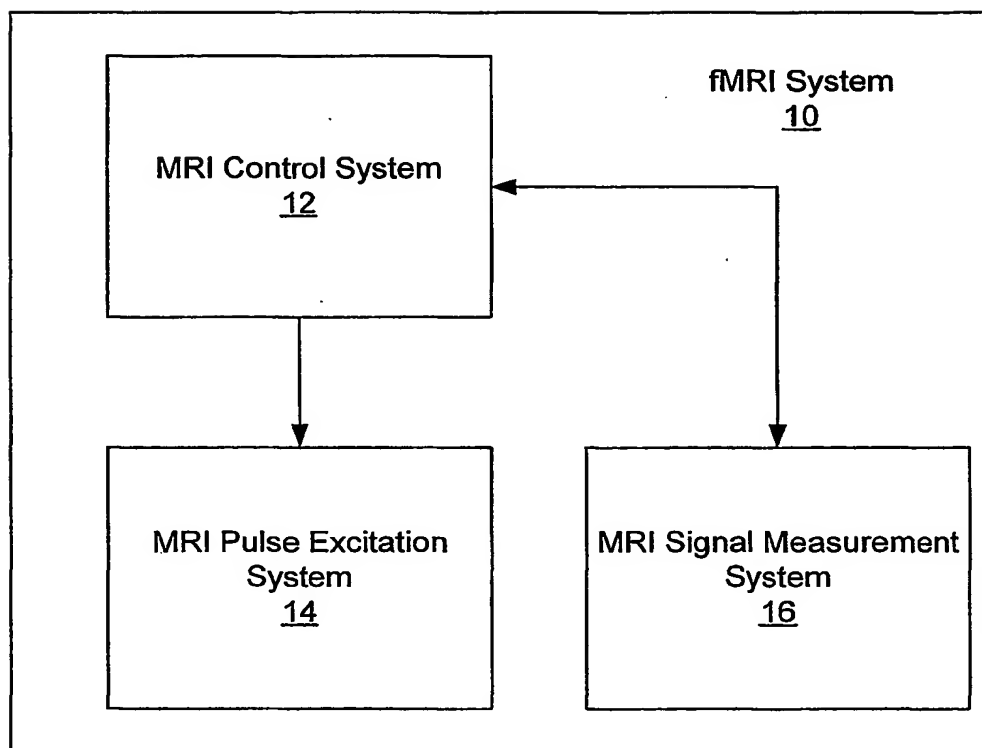 fMRI System
10
MRI Control System
12
MRI Pulse Excitation
System
14
MRI Signal Measurement
System
16